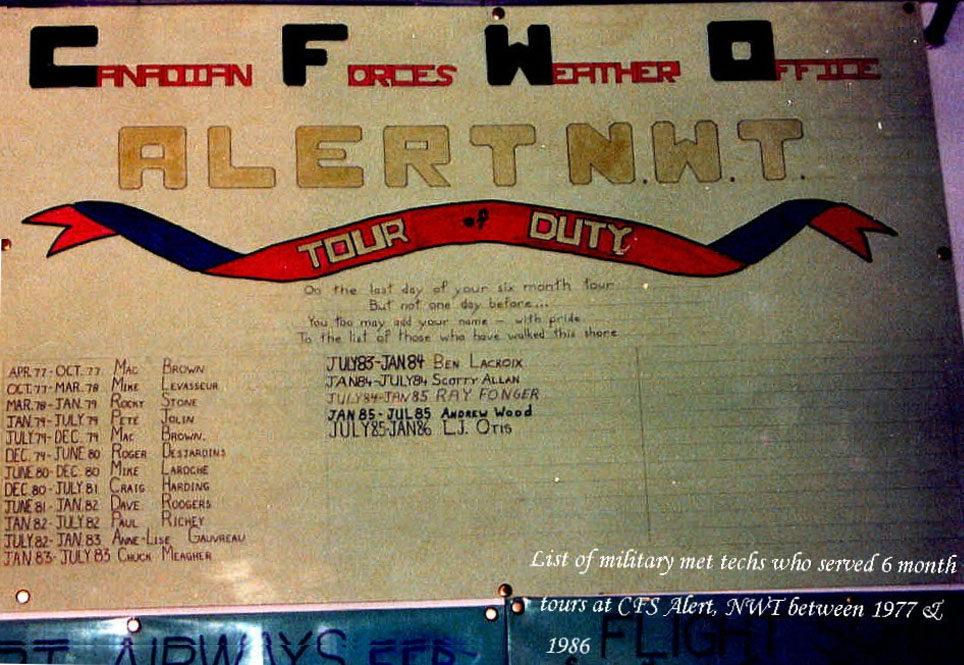 CANADIAN FORCES WEATHER OFFICE
ALERT N.W.T.
TOUR of DUTY
On the last day of your six month tour
But not one day before...
You too may add your name - with pride
To the list of those who have walked this shore
APR. 77 - OCT. 77 MAC BROWN
OCT. 77 - MAR. 78 MIKE LEVASSEUR
MAR. 78 - JAN. 79 ROCKY STONE
JAN. 79 - JULY 79 PETE JOLIN
JULY 79 - DEC. 79 MAC BROWN.
DEC. 79 - JUNE 80 ROGER DESJARDINS
JUNE 80 - DEC. 80 MIKE LAROCHE
DEC. 80 - JULY 81 CRAIG HARDING
JUNE 81 - JAN. 82 DAVE RODGERS
JAN. 82 - JULY 82 PAUL RICHEY
JULY. 82 - JAN. 83 ANNE-LISE GAUVREAU
JAN 83 - JULY 83 CHUCK MEAGHER
JULY83-JAN84 BEN LACROIX
JAN84-JULY84 SCOTTY ALLAN
JULY84-JAN85 RAY FONGER
JAN 85 - JUL 85 ANDREW WOOD
JULY85-JAN86 L.J. OTIS
List of military met techs who served 6 month
tours at CFS Alert, NWT between 1977 &
1986
AIRWAYS
FLIGHT